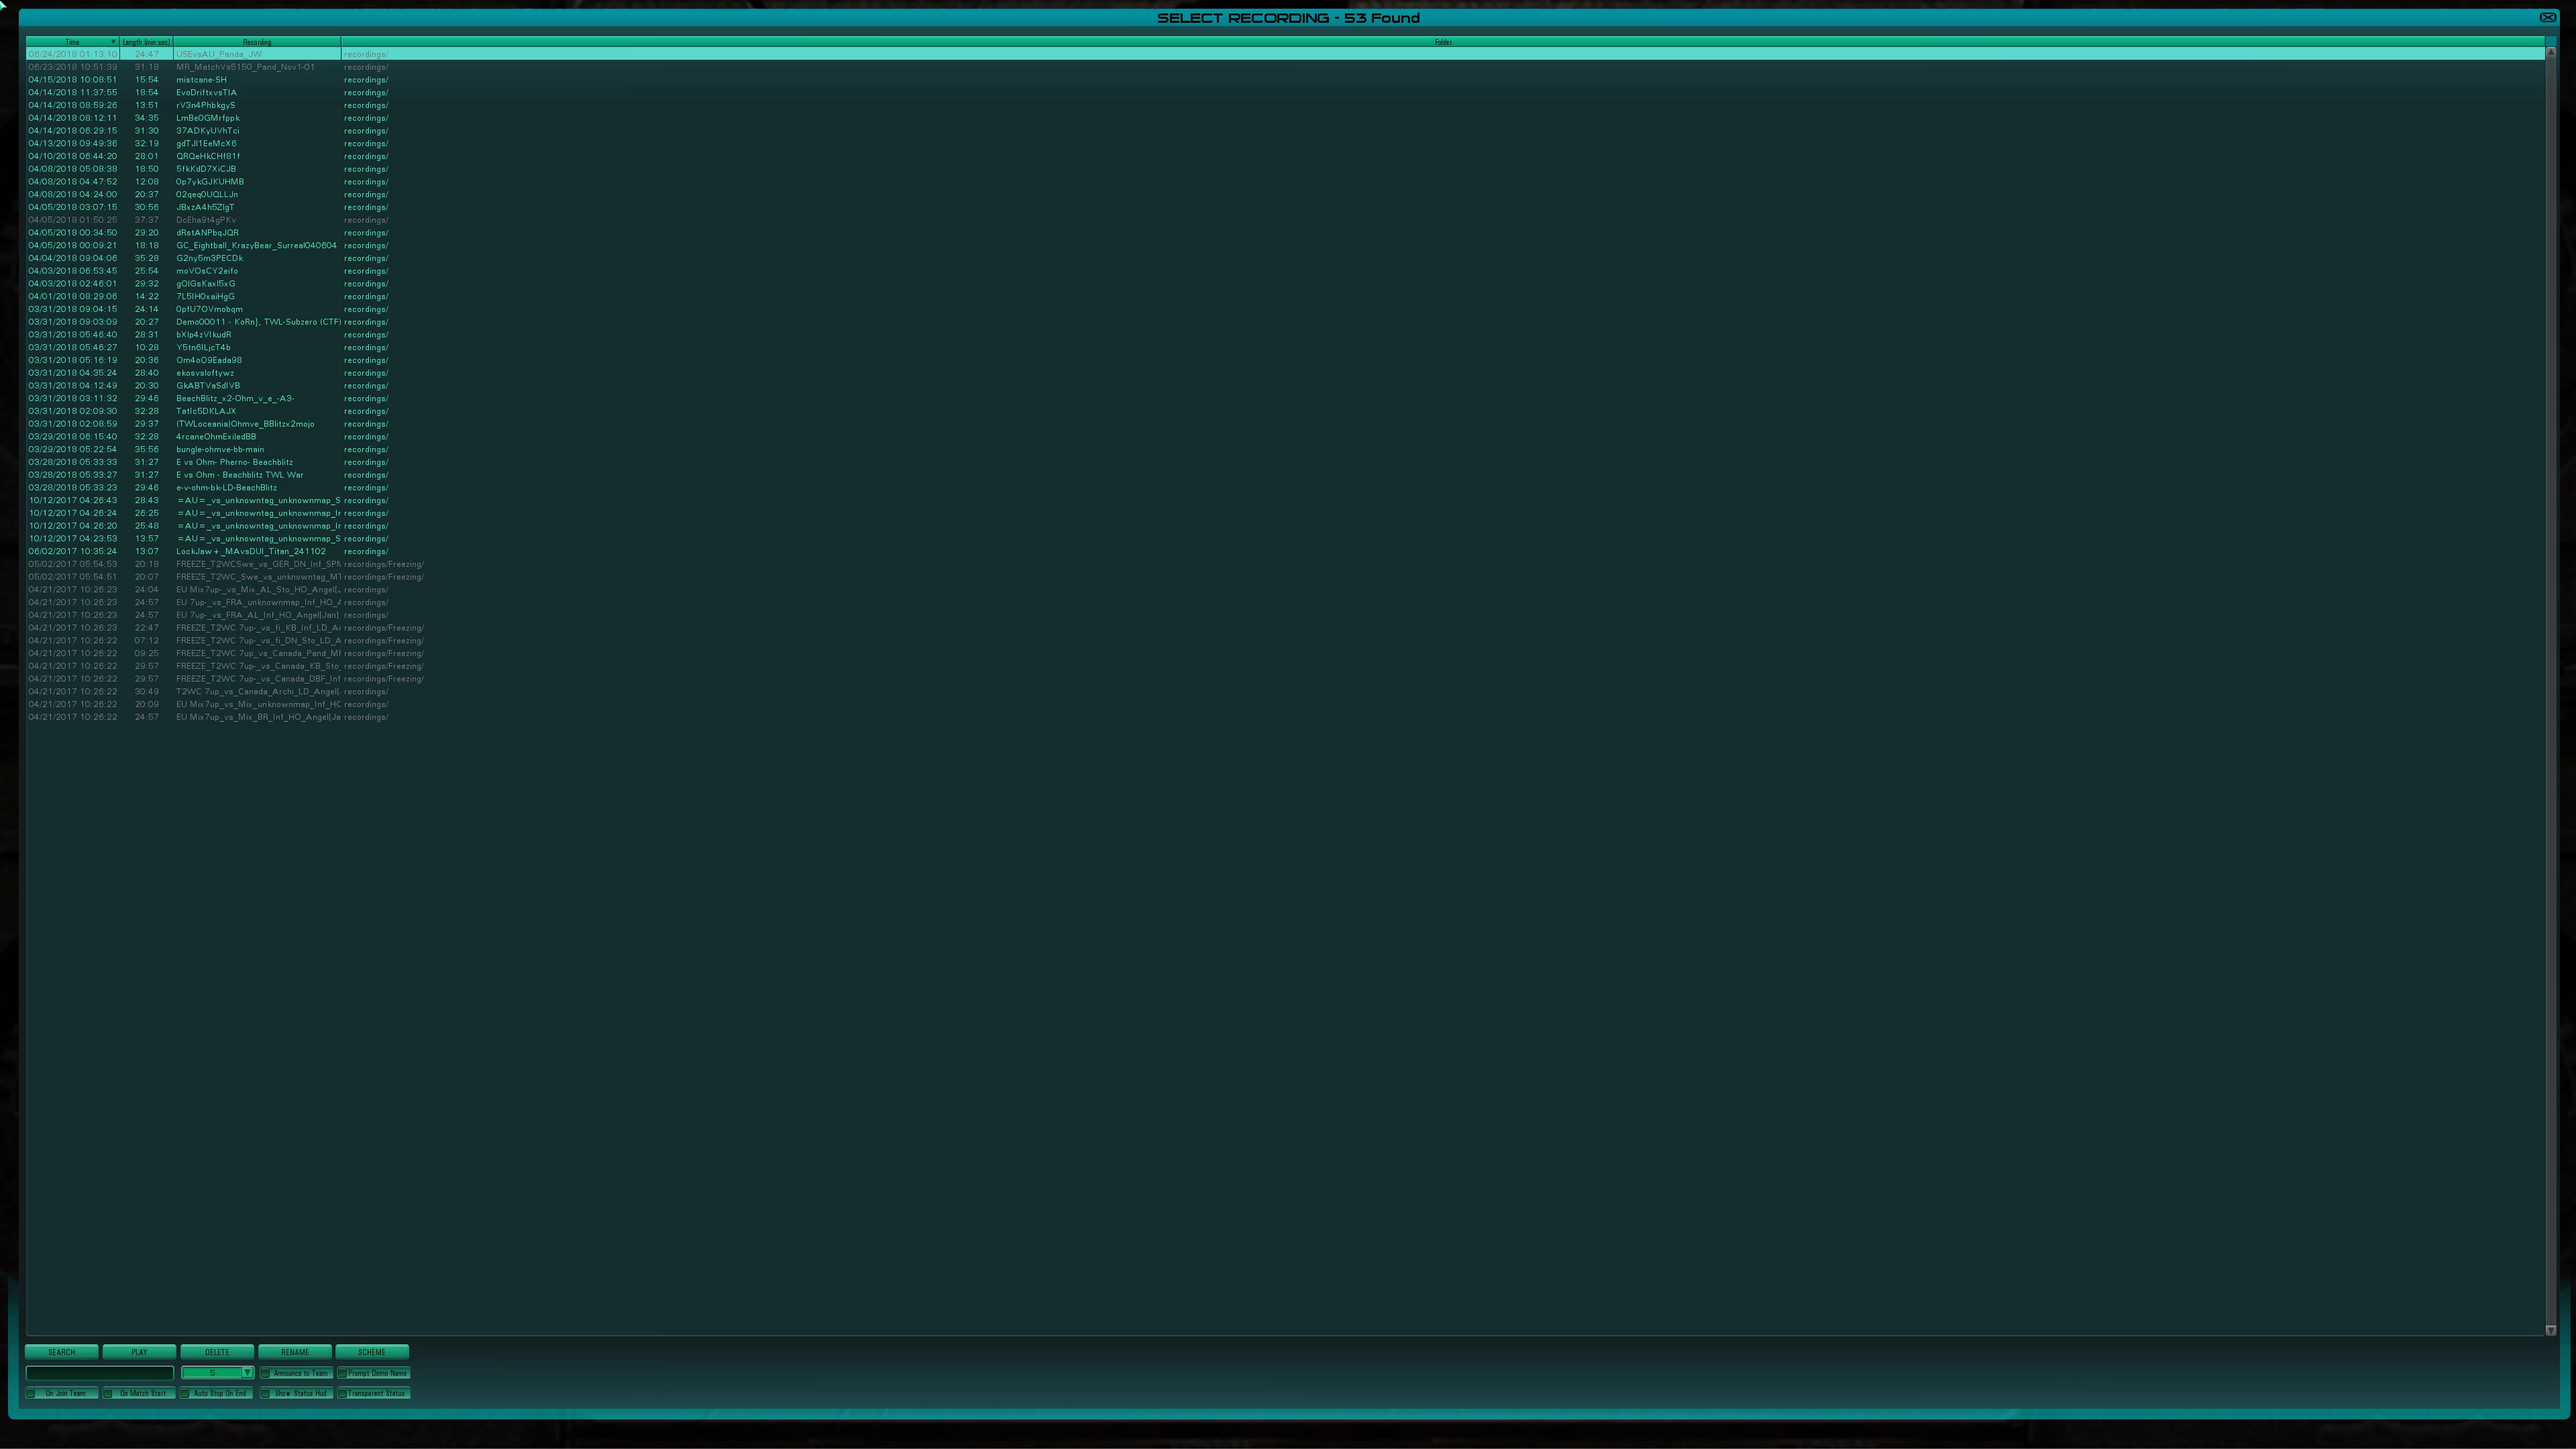 SELECT RECORDING - 53 Found
Time Length (min:sec) Recording Folder
06/24/2018 01:13:10 24:47 USEvsAU_Panda_JW recordings/
06/23/2018 10:51:39 31:18 MR_MatchVs5150_Pand_Nov1-01 recordings/
04/15/2018 10:08:51 15:54 mistcane-SH recordings/
04/14/2018 11:37:55 18:54 EvoDriftxvsTIA recordings/
04/14/2018 08:59:26 13:51 rV3n4PhbkgyS recordings/
04/14/2018 08:12:11 34:35 LmBe0GMrfppk recordings/
04/14/2018 06:29:15 31:30 37ADKyUVhTci recordings/
04/13/2018 09:49:36 32:19 gdTJl1EeMcX6 recordings/
04/10/2018 06:44:20 28:01 QRQeHkCHf81f recordings/
04/08/2018 05:08:38 18:50 5fkKdD7XiCJB recordings/
04/08/2018 04:47:52 12:08 0p7ykGJKUHMB recordings/
04/08/2018 04:24:00 20:37 02qeq0UQLLJn recordings/
04/05/2018 03:07:15 30:56 JBxzA4h5ZlgT recordings/
04/05/2018 01:50:25 37:37 DcEha9t4gPKv recordings/
04/05/2018 00:34:50 29:20 dRstANPbqJQR recordings/
04/05/2018 00:09:21 18:18 GC_Eightball_KrazyBear_Surreal040604 recordings/
04/04/2018 09:04:06 35:28 G2ny5m3PECDk recordings/
04/03/2018 06:53:45 25:54 moVOsCY2eifo recordings/
04/03/2018 02:46:01 29:32 gOlGsKaxl5xG recordings/
04/01/2018 08:29:06 14:22 7L5IH0xaiHgG recordings/
03/31/2018 09:04:15 24:14 0pfU7OVmobqm recordings/
03/31/2018 09:03:09 20:27 Demo00011 - KoRn}, TWL-Subzero (CTF) recordings/
03/31/2018 05:46:40 28:31 bXlp4zVIkudR recordings/
03/31/2018 05:46:27 10:28 Y5tn6ILjcT4b recordings/
03/31/2018 05:16:19 20:36 Om4oO9Eada98 recordings/
03/31/2018 04:35:24 28:40 ekosvsloftywz recordings/
03/31/2018 04:12:49 20:30 GkABTVaSdIVB recordings/
03/31/2018 03:11:32 29:46 BeachBlitz_x2-Ohm_v_e_-A3- recordings/
03/31/2018 02:09:30 32:28 Tatlc5DKLAJX recordings/
03/31/2018 02:08:59 29:37 (TWLoceania)Ohmve_BBlitzx2mojo recordings/
03/29/2018 06:15:40 32:28 4rcaneOhmExiledBB recordings/
03/29/2018 05:22:54 35:56 bungle-ohmve-bb-main recordings/
03/28/2018 05:33:33 31:27 E vs Ohm- Pherno- Beachblitz recordings/
03/28/2018 05:33:27 31:27 E vs Ohm - Beachblitz TWL War recordings/
03/28/2018 05:33:23 29:46 e-v-ohm-bk-LD-BeachBlitz recordings/
10/12/2017 04:26:43 28:43 =AU=_vs_unknowntag_unknownmap_S recordings/
10/12/2017 04:26:24 26:25 =AU=_vs_unknowntag_unknownmap_Ir recordings/
10/12/2017 04:26:20 25:48 =AU=_vs_unknowntag_unknownmap_Ir recordings/
10/12/2017 04:23:53 13:57 =AU=_vs_unknowntag_unknownmap_S recordings/
06/02/2017 10:35:24 13:07 LockJaw+_MAvsDUI_Titan_241102 recordings/
05/02/2017 05:54:53 20:18 FREEZE_T2WCSwe_vs_GER_DN_Inf_SPM recordings/Freezing/
05/02/2017 05:54:51 20:07 FREEZE_T2WC_Swe_vs_unknowntag_MT recordings/Freezing/
04/21/2017 10:26:23 24:04 EU Mix7up-_vs_Mix_AL_Sto_HO_Angel(J recordings/
04/21/2017 10:26:23 24:57 EU 7up-_vs_FRA_unknownmap_Inf_HO_A recordings/
04/21/2017 10:26:23 24:57 EU 7up-_vs_FRA_AL_Inf_HO_Angel(Jan) recordings/
04/21/2017 10:26:23 22:47 FREEZE_T2WC 7up-_vs_fi_KB_Inf_LD_Ar recordings/Freezing/
04/21/2017 10:26:22 07:12 FREEZE_T2WC 7up-_vs_fi_DN_Sto_LD_A recordings/Freezing/
04/21/2017 10:26:22 09:25 FREEZE_T2WC 7up_vs_Canada_Pand_MF recordings/Freezing/
04/21/2017 10:26:22 29:57 FREEZE_T2WC 7up-_vs_Canada_KB_Sto_ recordings/Freezing/
04/21/2017 10:26:22 29:57 FREEZE_T2WC 7up-_vs_Canada_DBF_Inf recordings/Freezing/
04/21/2017 10:26:22 30:49 T2WC 7up_vs_Canada_Archi_LD_Angel(J recordings/
04/21/2017 10:26:22 20:09 EU Mix7up_vs_Mix_unknownmap_Inf_HO recordings/
04/21/2017 10:26:22 24:57 EU Mix7up_vs_Mix_BR_Inf_HO_Angel(Ja recordings/
SEARCH PLAY DELETE RENAME SCHEME
5 Announce to Team Prompt Demo Name
On Join Team On Match Start Auto Stop On End Show Status Hud Transparent Status